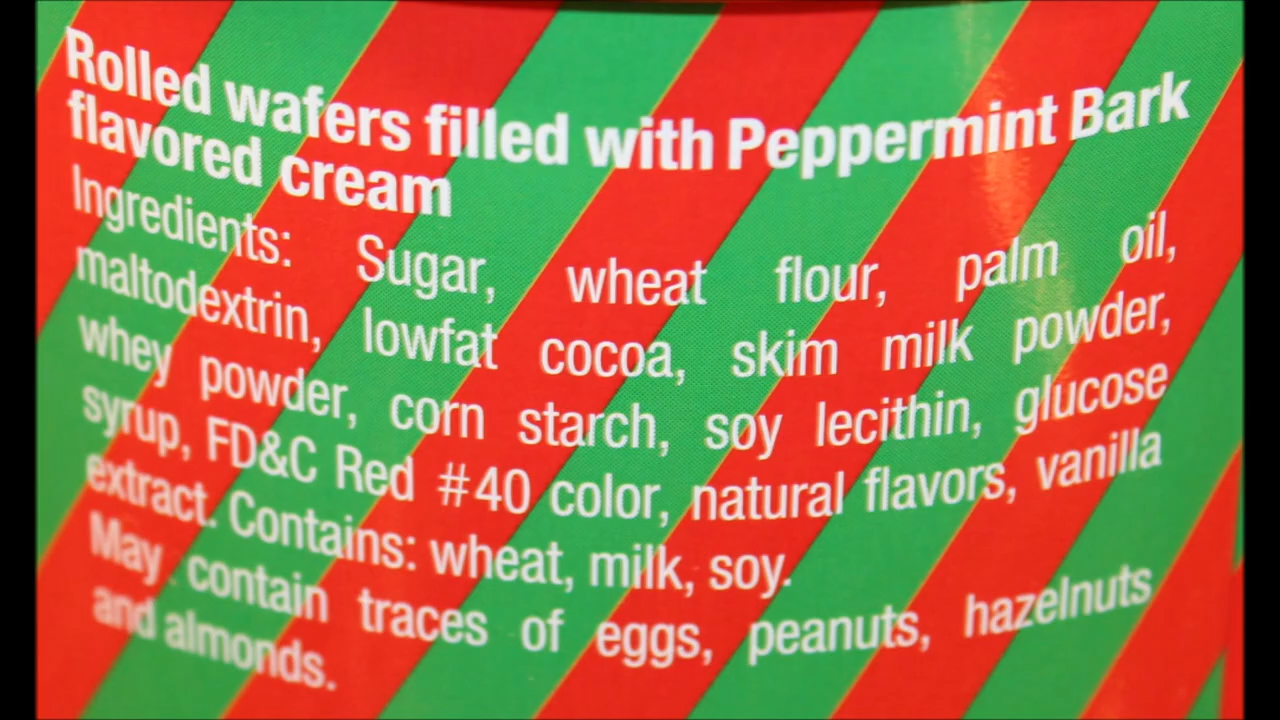 Rolled wafers filled with Peppermint Bark
flavored cream
Ingredients: Sugar, wheat flour, palm oil,
maltodextrin, lowfat cocoa, skim milk powder,
whey powder, corn starch, soy lecithin, glucose
syrup, FD&C Red #40 color, natural flavors, vanilla
extract. Contains: wheat, milk, soy.
May contain traces of eggs, peanuts, hazelnuts
and almonds.